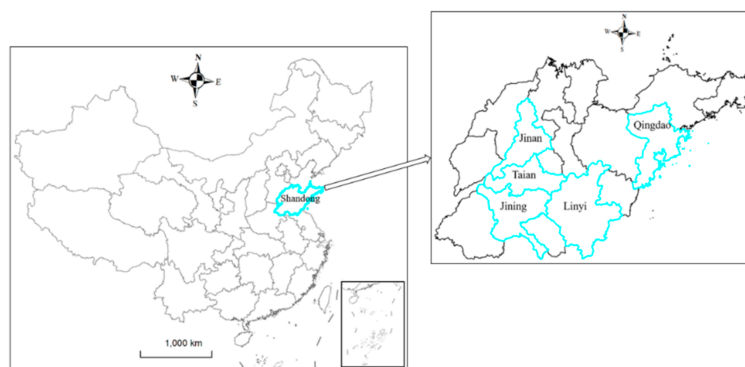 N
W
E
S
Shandong
1,000 km
N
W
E
S
Jinan
Qingdao
Taian
Jining
Linyi